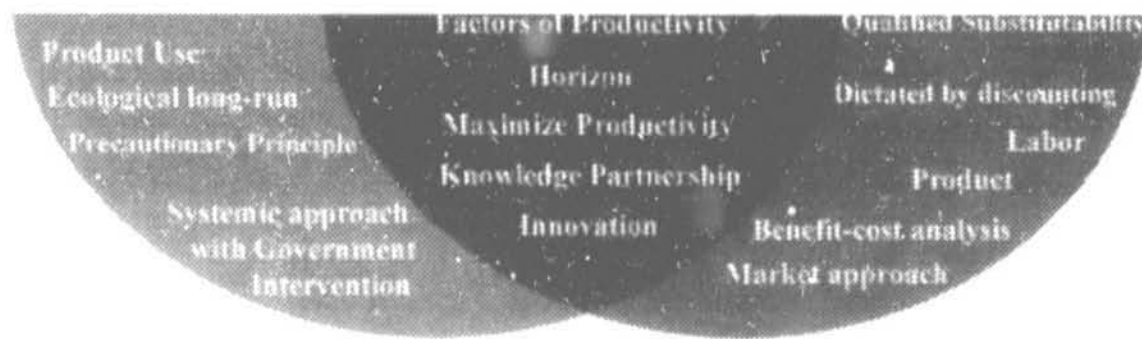 Product Use
Ecological long-run
Precautionary Principle
Systemic approach
with Government
Intervention
Factors of Productivity
Horizon
Maximize Productivity
Knowledge Partnership
Innovation
Qualified Substitutability
Dictated by discounting
Labor
Product
Benefit-cost analysis
Market approach